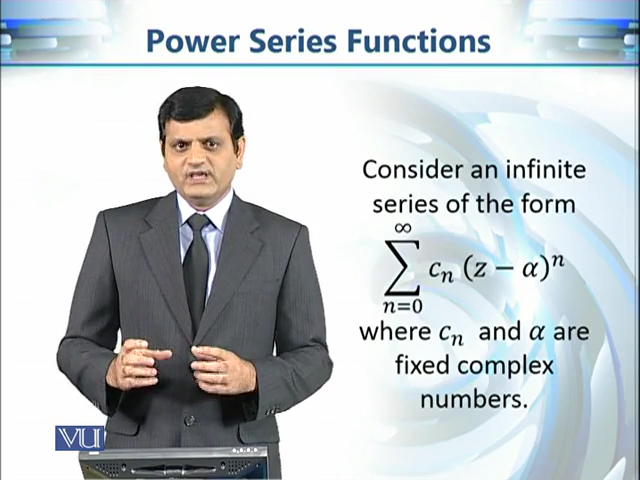 Power Series Functions
Consider an infinite
series of the form
∞
∑ cₙ (z − α)ⁿ
n=0
where cₙ and α are
fixed complex
numbers.
VU